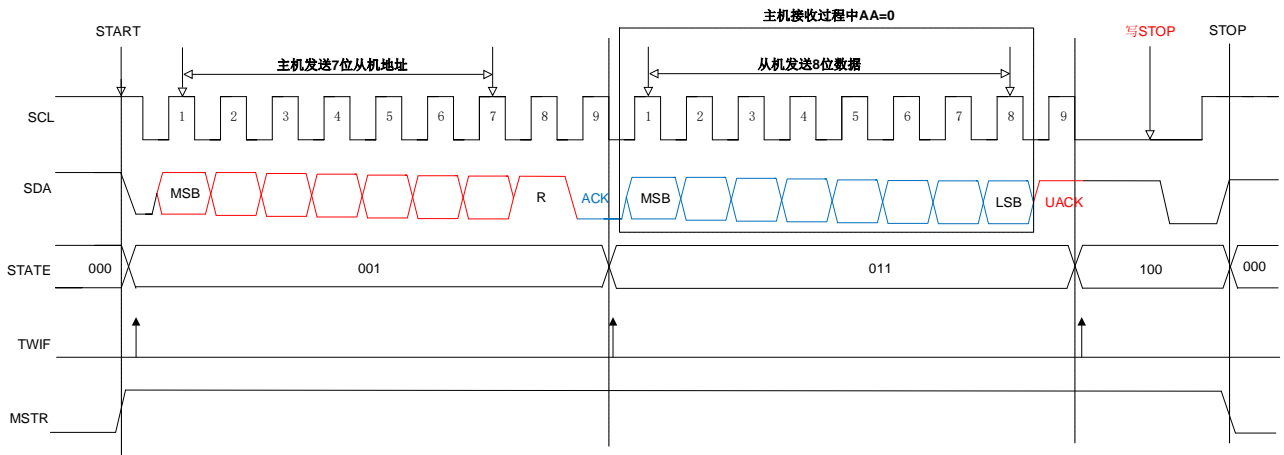 主机接收过程中AA=0
START
写STOP
STOP
主机发送7位从机地址
从机发送8位数据
SCL
1 2 3 4 5 6 7 8 9 1 2 3 4 5 6 7 8 9
SDA
MSB R ACK MSB LSB UACK
STATE
000 001 011 100 000
TWIF
MSTR